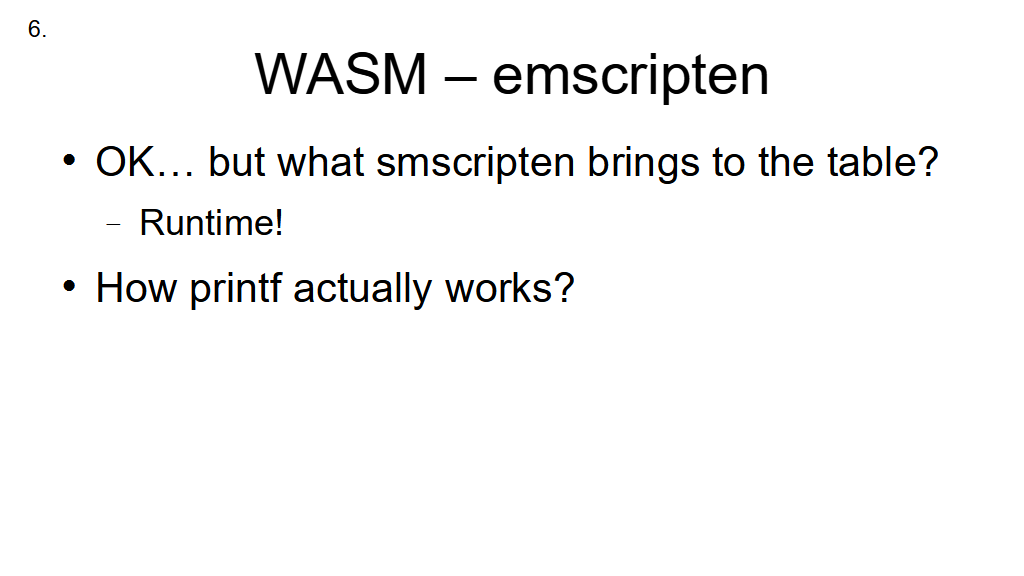 6.
WASM – emscripten
• OK… but what smscripten brings to the table?
– Runtime!
• How printf actually works?